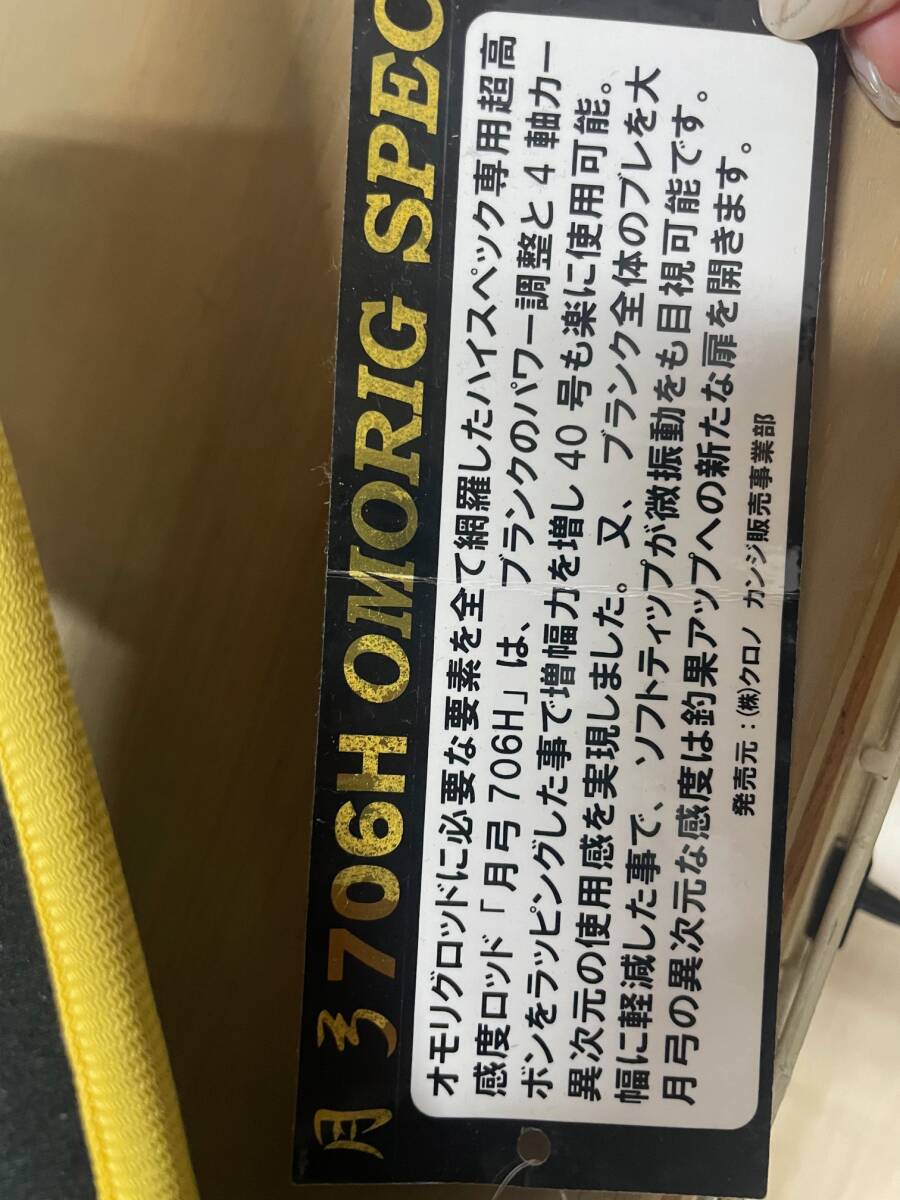 月弓706H OMORIG SPEC
オモリグロッドに必要な要素を全て網羅したハイスペック専用超高
感度ロッド「月弓706H」は、ブランクのパワー調整と4軸カー
ボンをラッピングした事で増幅力を増し40号も楽に使用可能。
異次元の使用感を実現しました。又、ブランク全体のブレを大
幅に軽減した事で、ソフトティップが微振動をも目視可能です。
月弓の異次元な感度は釣果アップへの新たな扉を開きます。
発売元：(株)クロノ カンジ販売事業部